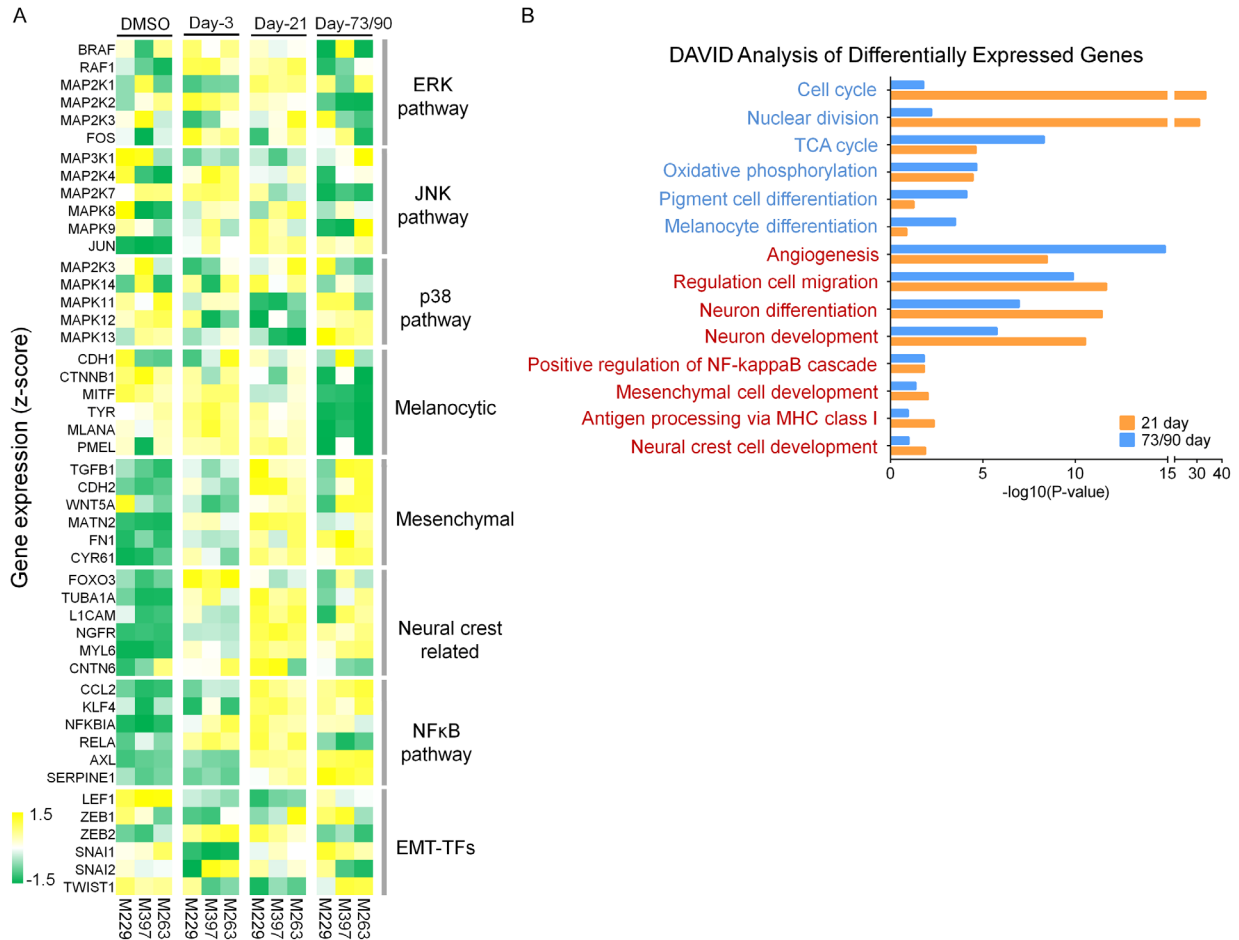 A
DMSO Day-3 Day-21 Day-73/90
BRAF
RAF1
MAP2K1
MAP2K2
MAP2K3
FOS
ERK
pathway
MAP3K1
MAP2K4
MAP2K7
MAPK8
MAPK9
JUN
JNK
pathway
MAP2K3
MAPK14
MAPK11
MAPK12
MAPK13
p38
pathway
CDH1
CTNNB1
MITF
TYR
MLANA
PMEL
Melanocytic
TGFB1
CDH2
WNT5A
MATN2
FN1
CYR61
Mesenchymal
FOXO3
TUBA1A
L1CAM
NGFR
MYL6
CNTN6
Neural crest
related
CCL2
KLF4
NFKBIA
RELA
AXL
SERPINE1
NFκB
pathway
LEF1
ZEB1
ZEB2
SNAI1
SNAI2
TWIST1
EMT-TFs
Gene expression (z-score)
1.5
-1.5
M229 M397 M263 M229 M397 M263 M229 M397 M263 M229 M397 M263
B
DAVID Analysis of Differentially Expressed Genes
Cell cycle
Nuclear division
TCA cycle
Oxidative phosphorylation
Pigment cell differentiation
Melanocyte differentiation
Angiogenesis
Regulation cell migration
Neuron differentiation
Neuron development
Positive regulation of NF-kappaB cascade
Mesenchymal cell development
Antigen processing via MHC class I
Neural crest cell development
21 day
73/90 day
0 5 10 15 30 40
-log10(P-value)